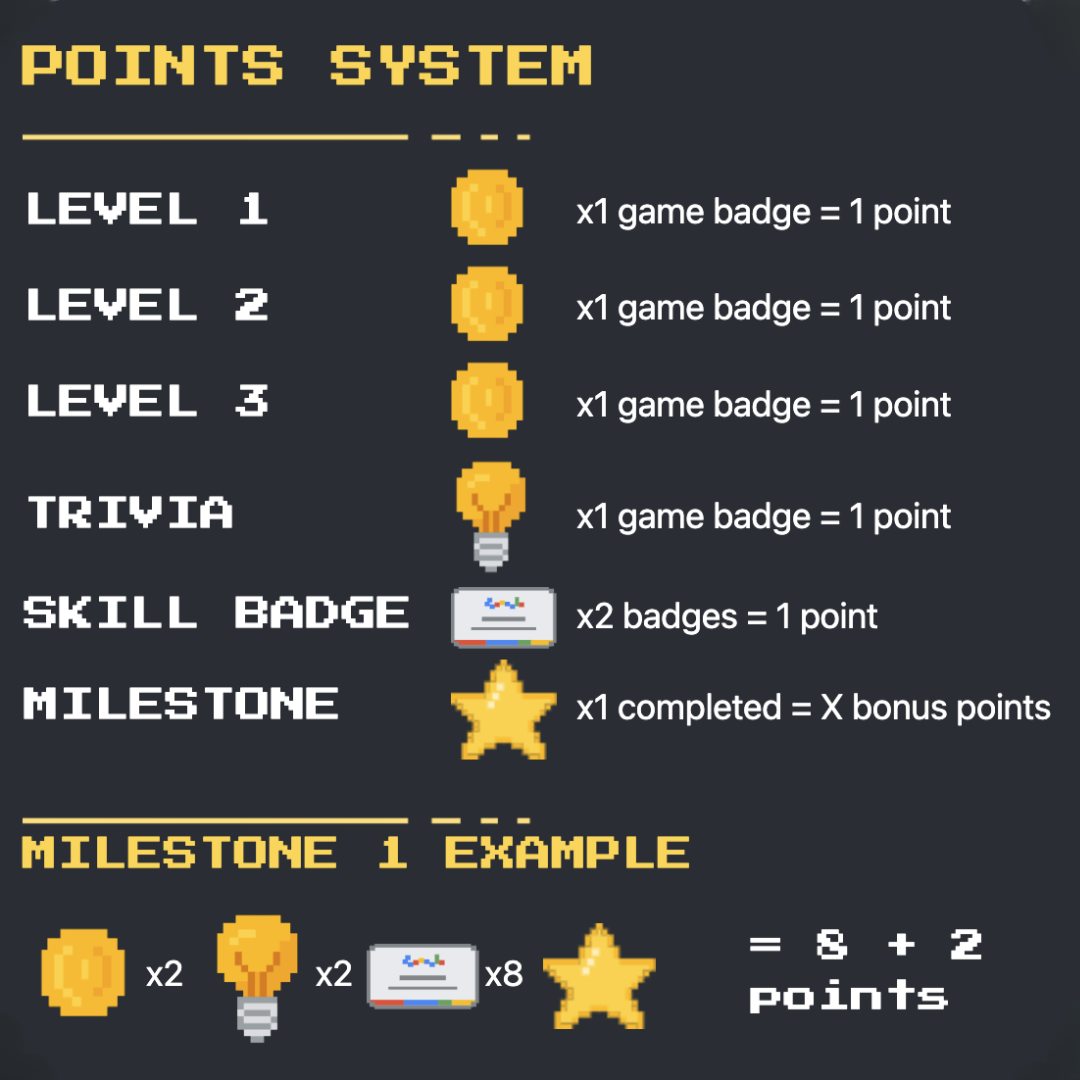 POINTS SYSTEM
LEVEL 1 x1 game badge = 1 point
LEVEL 2 x1 game badge = 1 point
LEVEL 3 x1 game badge = 1 point
TRIVIA x1 game badge = 1 point
SKILL BADGE x2 badges = 1 point
MILESTONE x1 completed = X bonus points
MILESTONE 1 EXAMPLE
x2 x2 x8 = 8 + 2
points